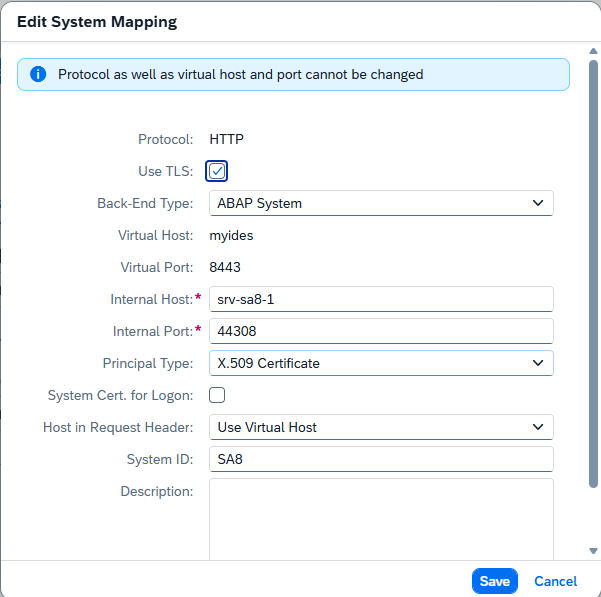 Edit System Mapping
Protocol as well as virtual host and port cannot be changed
Protocol: HTTP
Use TLS:
Back-End Type: ABAP System
Virtual Host: myides
Virtual Port: 8443
Internal Host:* srv-sa8-1
Internal Port:* 44308
Principal Type: X.509 Certificate
System Cert. for Logon:
Host in Request Header: Use Virtual Host
System ID: SA8
Description:
Save Cancel